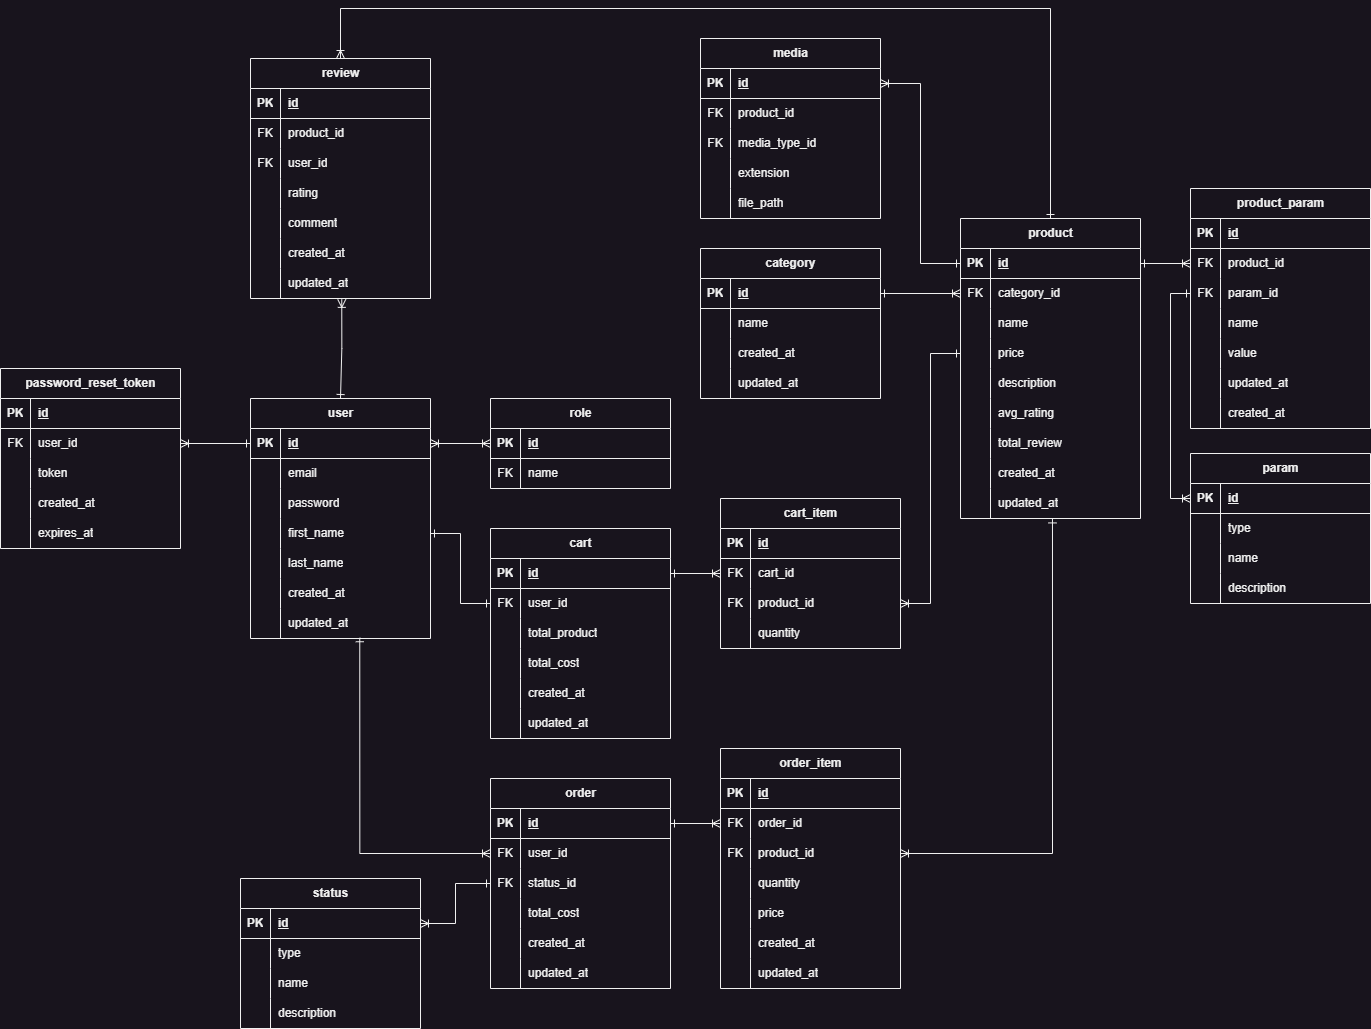 review
PK id
FK product_id
FK user_id
rating
comment
created_at
updated_at
media
PK id
FK product_id
FK media_type_id
extension
file_path
category
PK id
name
created_at
updated_at
product
PK id
FK category_id
name
price
description
avg_rating
total_review
created_at
updated_at
product_param
PK id
FK product_id
FK param_id
name
value
updated_at
created_at
password_reset_token
PK id
FK user_id
token
created_at
expires_at
user
PK id
email
password
first_name
last_name
created_at
updated_at
role
PK id
FK name
param
PK id
type
name
description
cart
PK id
FK user_id
total_product
total_cost
created_at
updated_at
cart_item
PK id
FK cart_id
FK product_id
quantity
order
PK id
FK user_id
FK status_id
total_cost
created_at
updated_at
order_item
PK id
FK order_id
FK product_id
quantity
price
created_at
updated_at
status
PK id
type
name
description